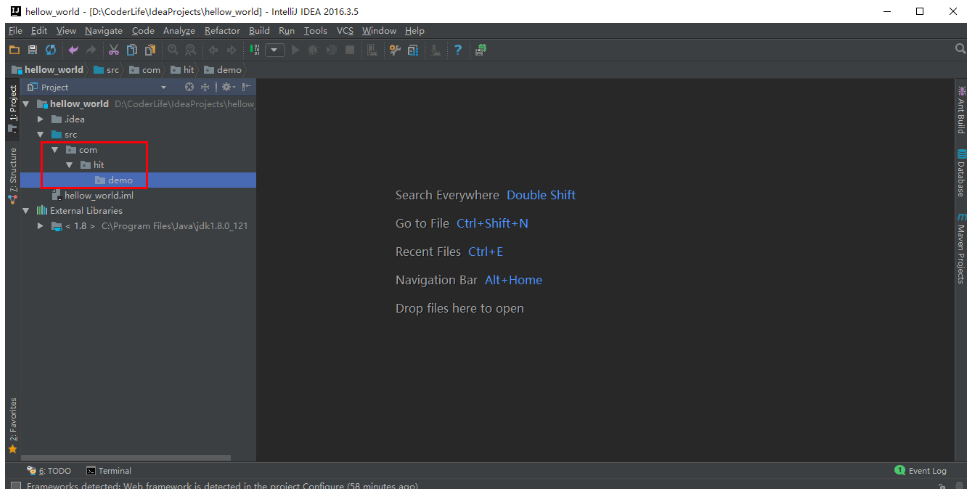 hellow_world - [D:\CoderLife\IdeaProjects\hellow_world] - IntelliJ IDEA 2016.3.5
File Edit View Navigate Code Analyze Refactor Build Run Tools VCS Window Help
hellow_world src com hit demo
Project
hellow_world D:\CoderLife\IdeaProjects\hellow_
.idea
src
com
hit
demo
hellow_world.iml
External Libraries
< 1.8 > C:\Program Files\Java\jdk1.8.0_121
1: Project
7: Structure
2: Favorites
Search Everywhere Double Shift
Go to File Ctrl+Shift+N
Recent Files Ctrl+E
Navigation Bar Alt+Home
Drop files here to open
Ant Build
Database
Maven Projects
6: TODO Terminal Event Log
Frameworks detected: Web framework is detected in the project Configure (58 minutes ago)